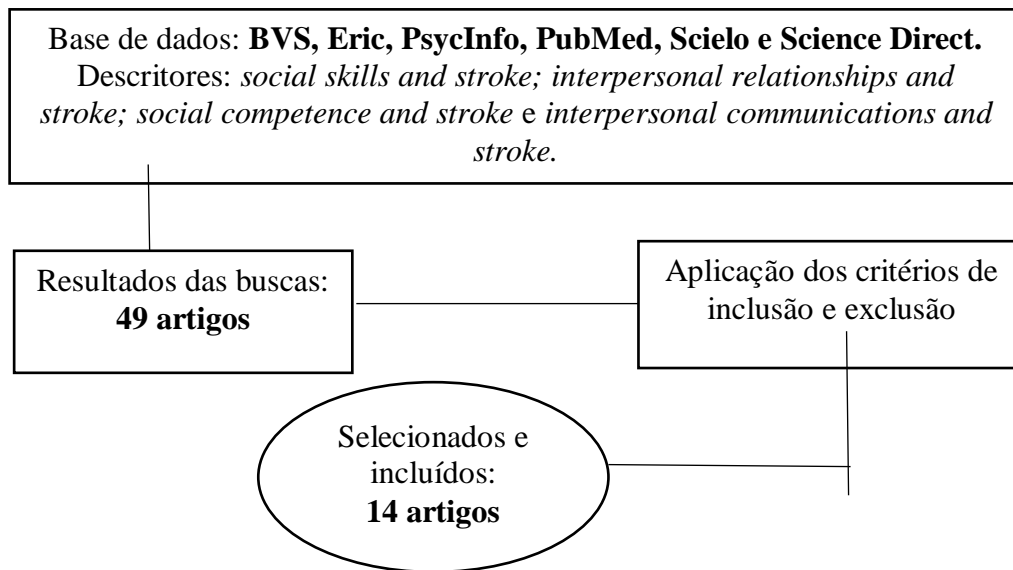 Base de dados: BVS, Eric, PsycInfo, PubMed, Scielo e Science Direct.
Descritores: social skills and stroke; interpersonal relationships and
stroke; social competence and stroke e interpersonal communications and
stroke.
Resultados das buscas:
49 artigos
Aplicação dos critérios de
inclusão e exclusão
Selecionados e
incluídos:
14 artigos